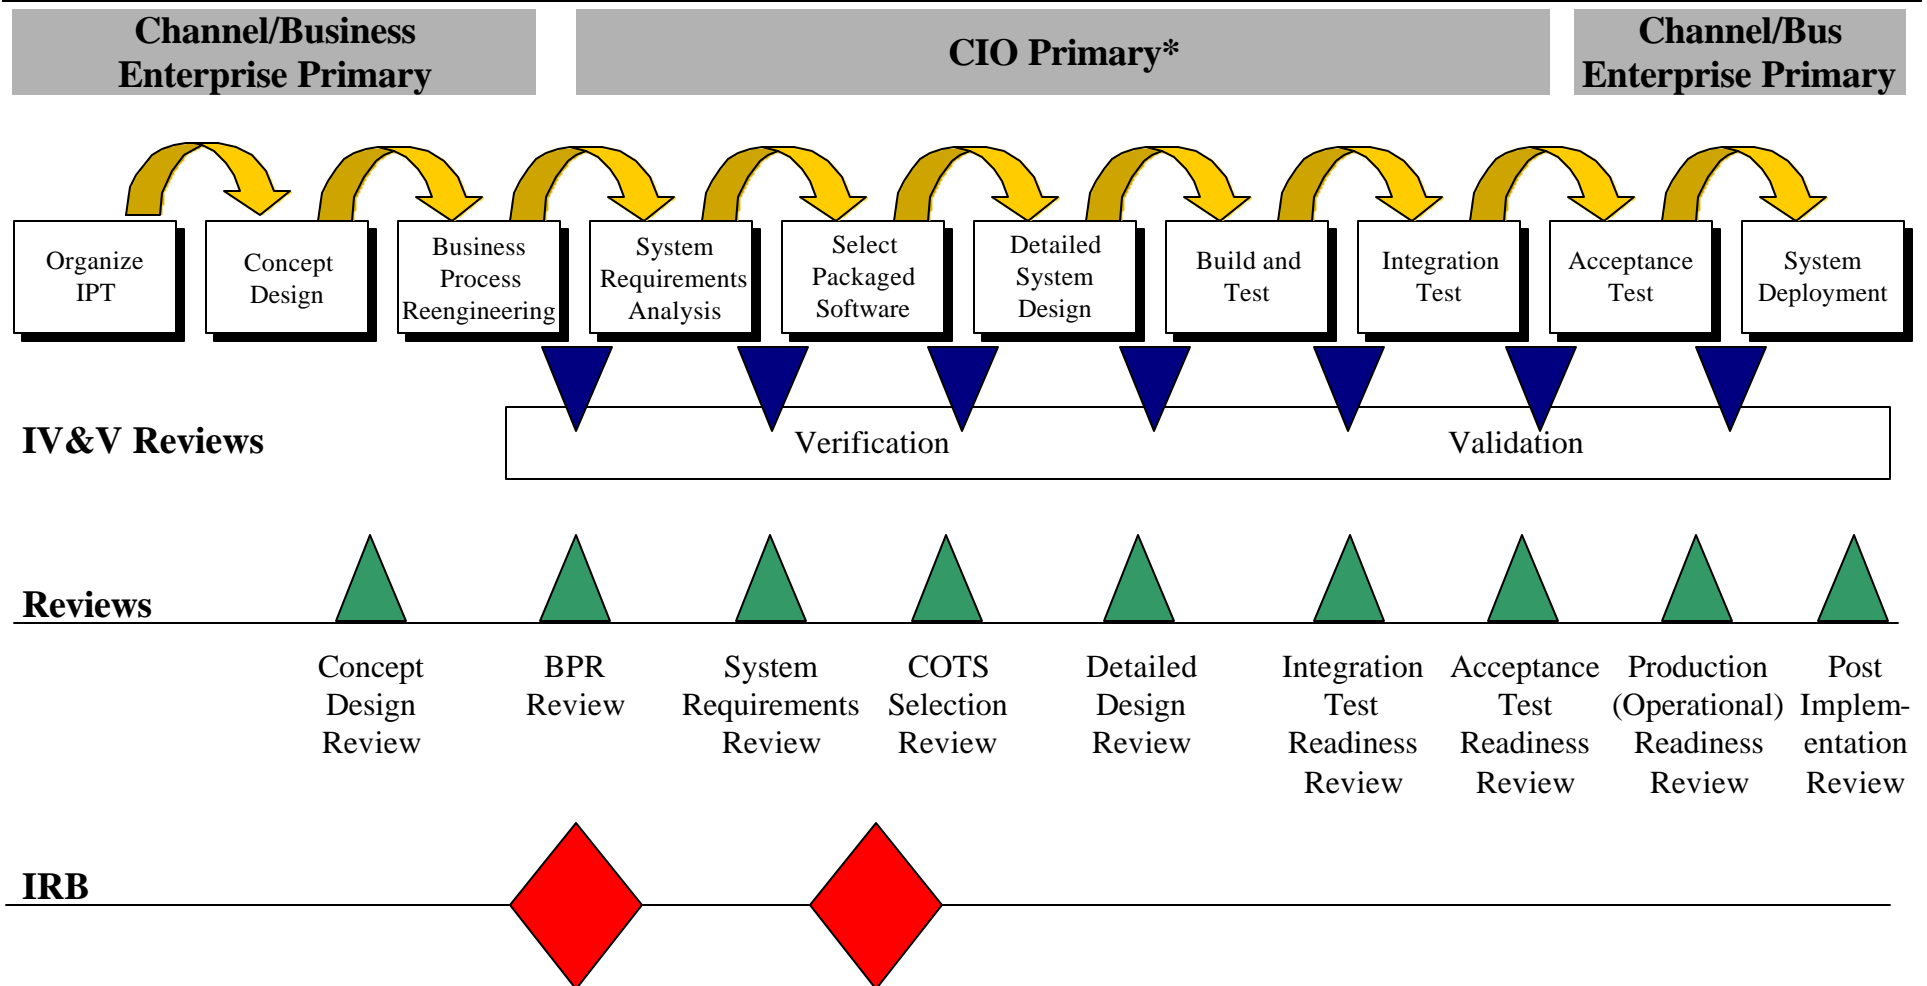 Channel/Business
Enterprise Primary
CIO Primary*
Channel/Bus
Enterprise Primary
Organize
IPT
Concept
Design
Business
Process
Reengineering
System
Requirements
Analysis
Select
Packaged
Software
Detailed
System
Design
Build and
Test
Integration
Test
Acceptance
Test
System
Deployment
IV&V Reviews
Verification
Validation
Reviews
Concept
Design
Review
BPR
Review
System
Requirements
Review
COTS
Selection
Review
Detailed
Design
Review
Integration
Test
Readiness
Review
Acceptance
Test
Readiness
Review
Production
(Operational)
Readiness
Review
Post
Implem-
entation
Review
IRB